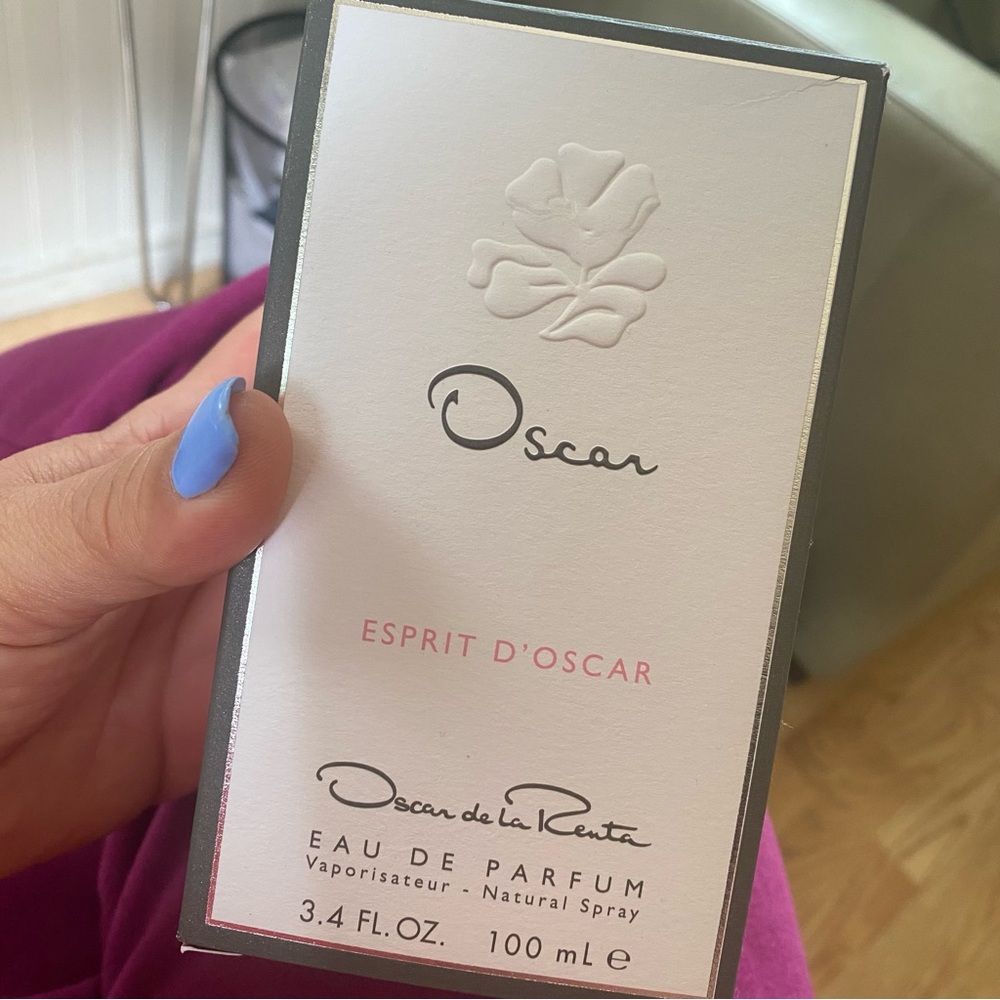 Oscar
ESPRIT D'OSCAR
Oscar de la Renta
EAU DE PARFUM
Vaporisateur - Natural Spray
3.4 FL.OZ. 100 mL ℮